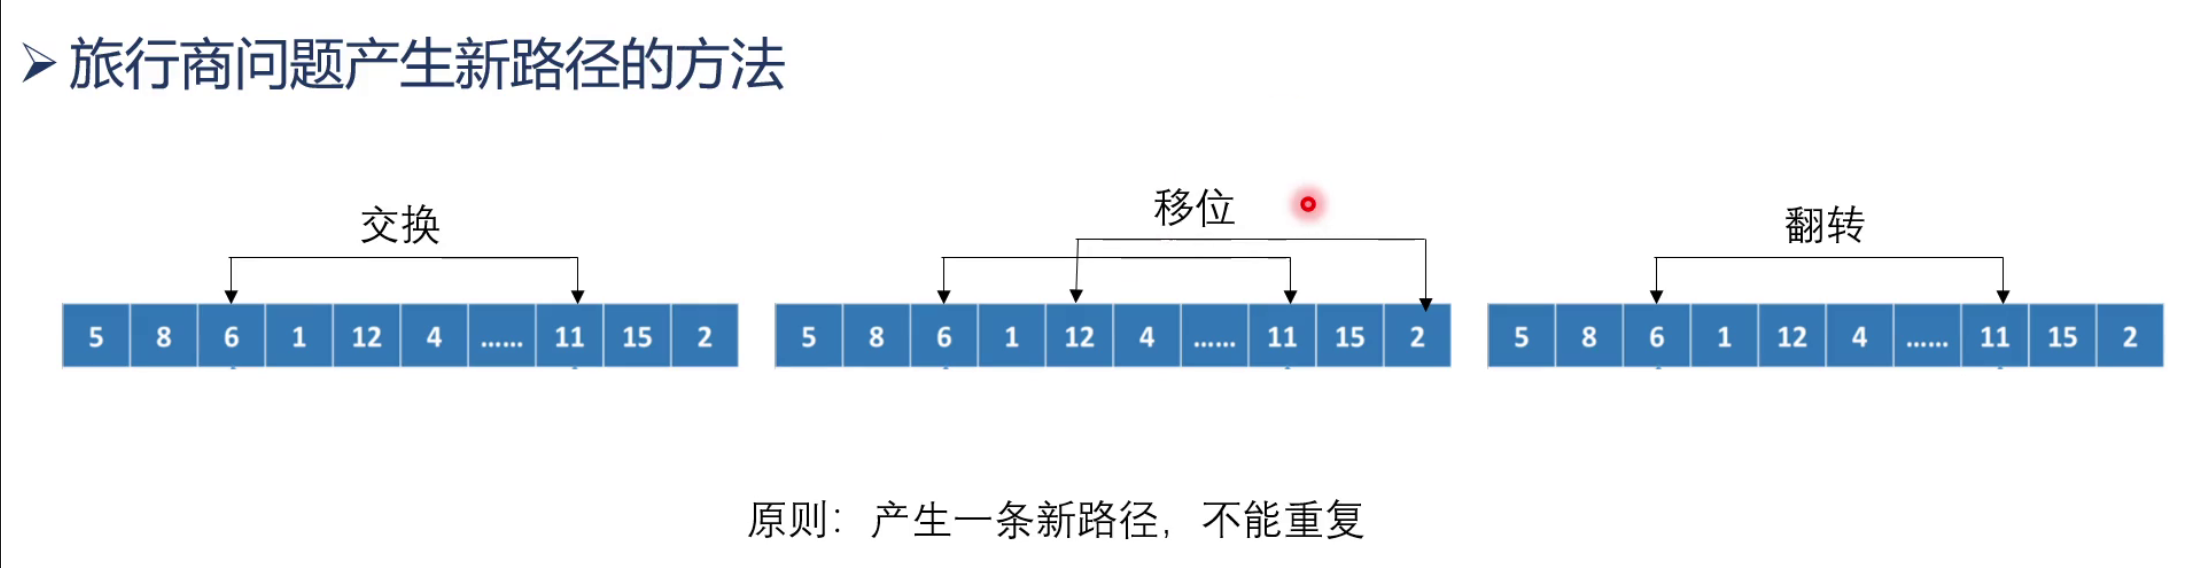 旅行商问题产生新路径的方法
交换
移位
翻转
5 8 6 1 12 4 …… 11 15 2
5 8 6 1 12 4 …… 11 15 2
5 8 6 1 12 4 …… 11 15 2
原则：产生一条新路径，不能重复